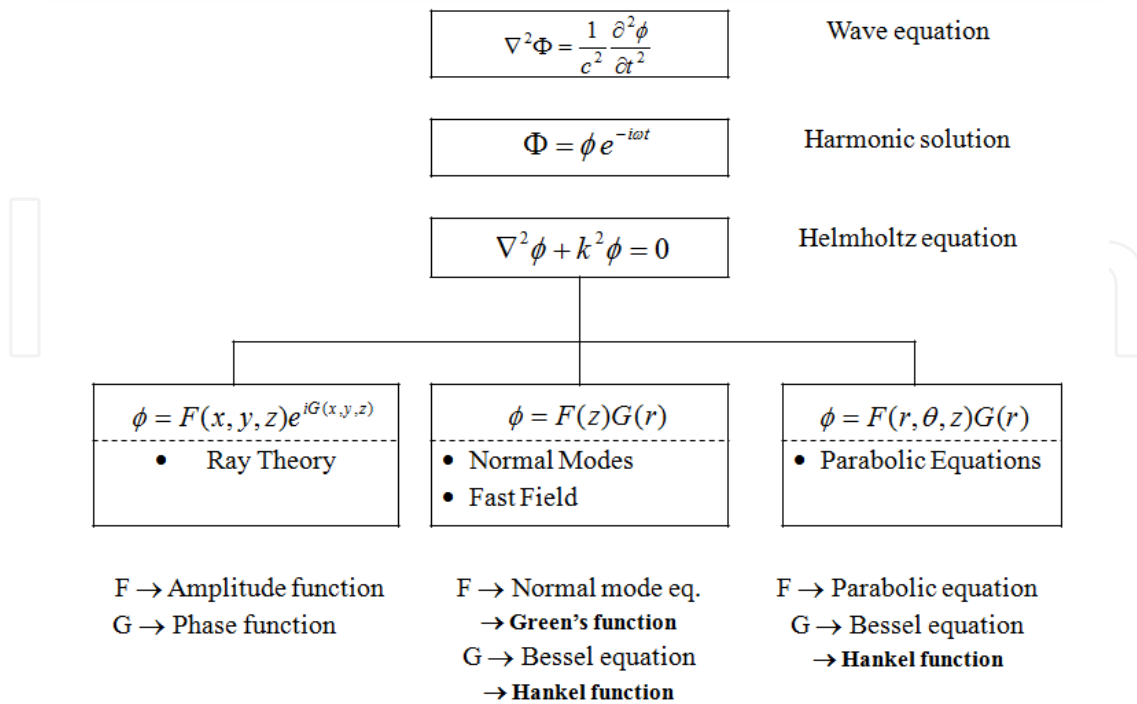 ∇²Φ = 1/c² ∂²ϕ/∂t²
Wave equation
Φ = ϕ e^{-iωt}
Harmonic solution
∇²ϕ + k²ϕ = 0
Helmholtz equation
ϕ = F(x, y, z)e^{iG(x,y,z)}
• Ray Theory
ϕ = F(z)G(r)
• Normal Modes
• Fast Field
ϕ = F(r, θ, z)G(r)
• Parabolic Equations
F → Amplitude function
G → Phase function
F → Normal mode eq.
→ Green's function
G → Bessel equation
→ Hankel function
F → Parabolic equation
G → Bessel equation
→ Hankel function